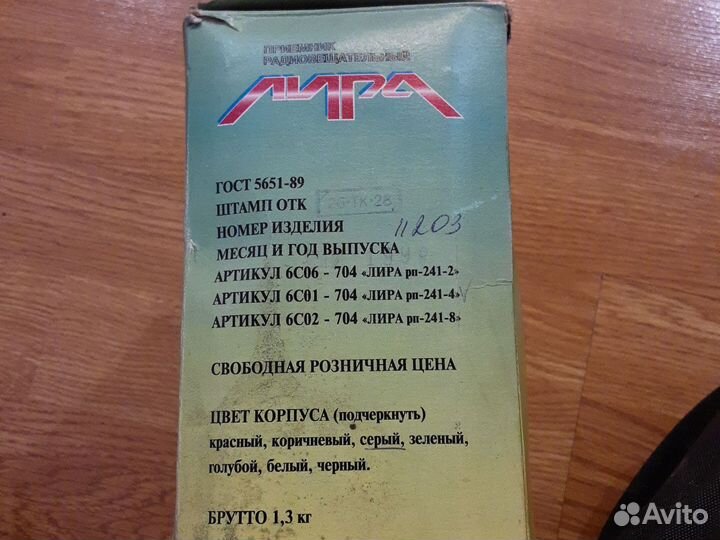 ПРИЕМНИК
РАДИОВЕЩАТЕЛЬНЫЙ
ЛИРА
ГОСТ 5651-89
ШТАМП ОТК
НОМЕР ИЗДЕЛИЯ 11203
МЕСЯЦ И ГОД ВЫПУСКА
АРТИКУЛ 6С06 - 704 «ЛИРА рп-241-2»
АРТИКУЛ 6С01 - 704 «ЛИРА рп-241-4» V
АРТИКУЛ 6С02 - 704 «ЛИРА рп-241-8»
СВОБОДНАЯ РОЗНИЧНАЯ ЦЕНА
ЦВЕТ КОРПУСА (подчеркнуть)
красный, коричневый, серый, зеленый,
голубой, белый, черный.
БРУТТО 1,3 кг
Avito